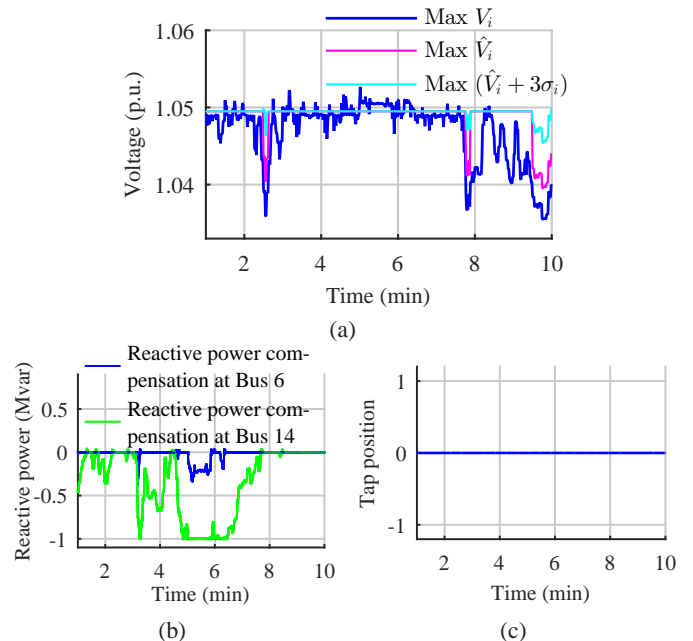 1.06
1.05
1.04
Voltage (p.u.)
Max V_i
Max V̂_i
Max (V̂_i + 3σ_i)
2 4 6 8 10
Time (min)
(a)
Reactive power com-
pensation at Bus 6
Reactive power com-
pensation at Bus 14
0.5
0
-0.5
-1
Reactive power (Mvar)
2 4 6 8 10
Time (min)
(b)
1
0
-1
Tap position
2 4 6 8 10
Time (min)
(c)